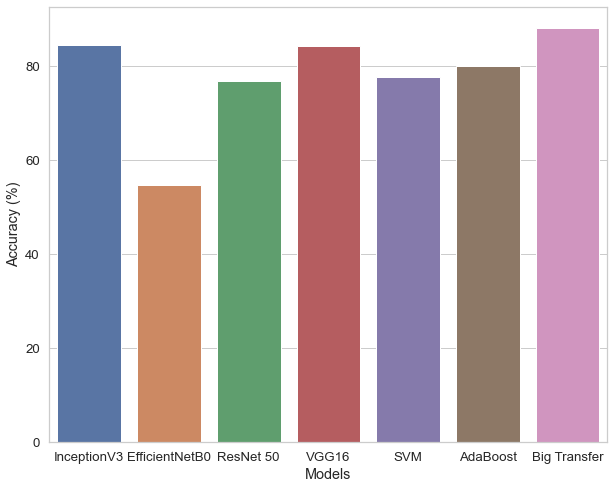 Accuracy (%)
80
60
40
20
0
InceptionV3 EfficientNetB0 ResNet 50 VGG16 SVM AdaBoost Big Transfer
Models